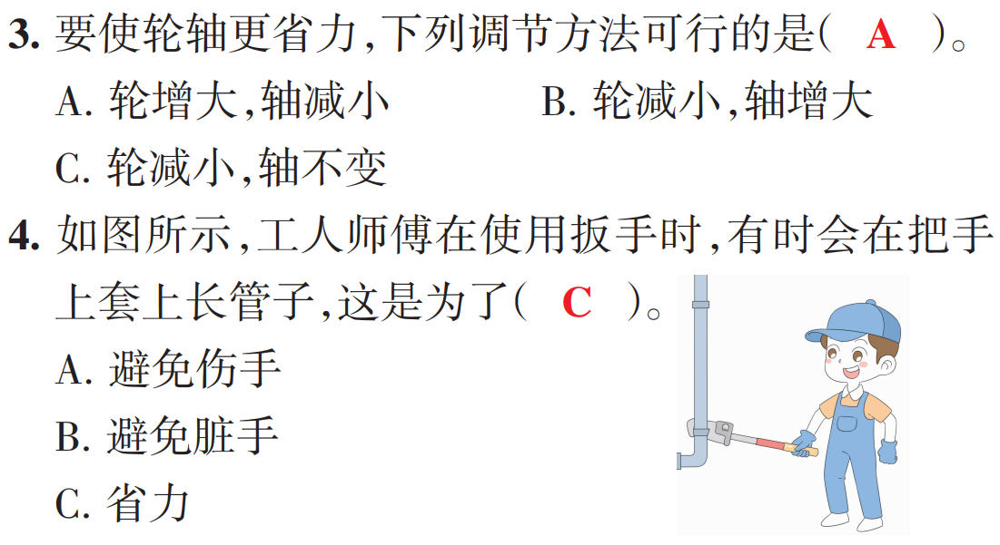 3. 要使轮轴更省力,下列调节方法可行的是( A )。
A. 轮增大,轴减小 B. 轮减小,轴增大
C. 轮减小,轴不变
4. 如图所示,工人师傅在使用扳手时,有时会在把手
上套上长管子,这是为了( C )。
A. 避免伤手
B. 避免脏手
C. 省力